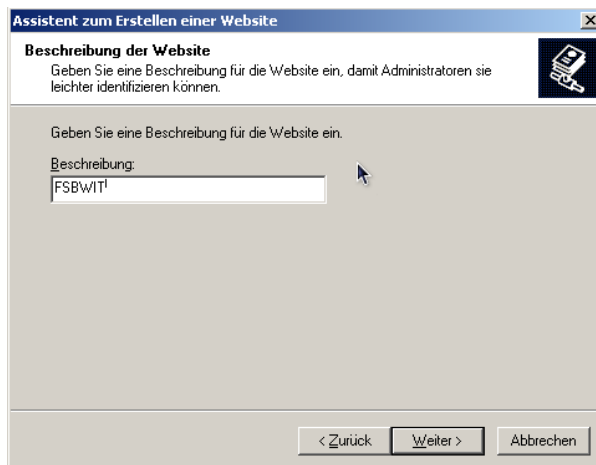 Assistent zum Erstellen einer Website
Beschreibung der Website
Geben Sie eine Beschreibung für die Website ein, damit Administratoren sie
leichter identifizieren können.
Geben Sie eine Beschreibung für die Website ein.
Beschreibung:
FSBWIT
< Zurück
Weiter >
Abbrechen